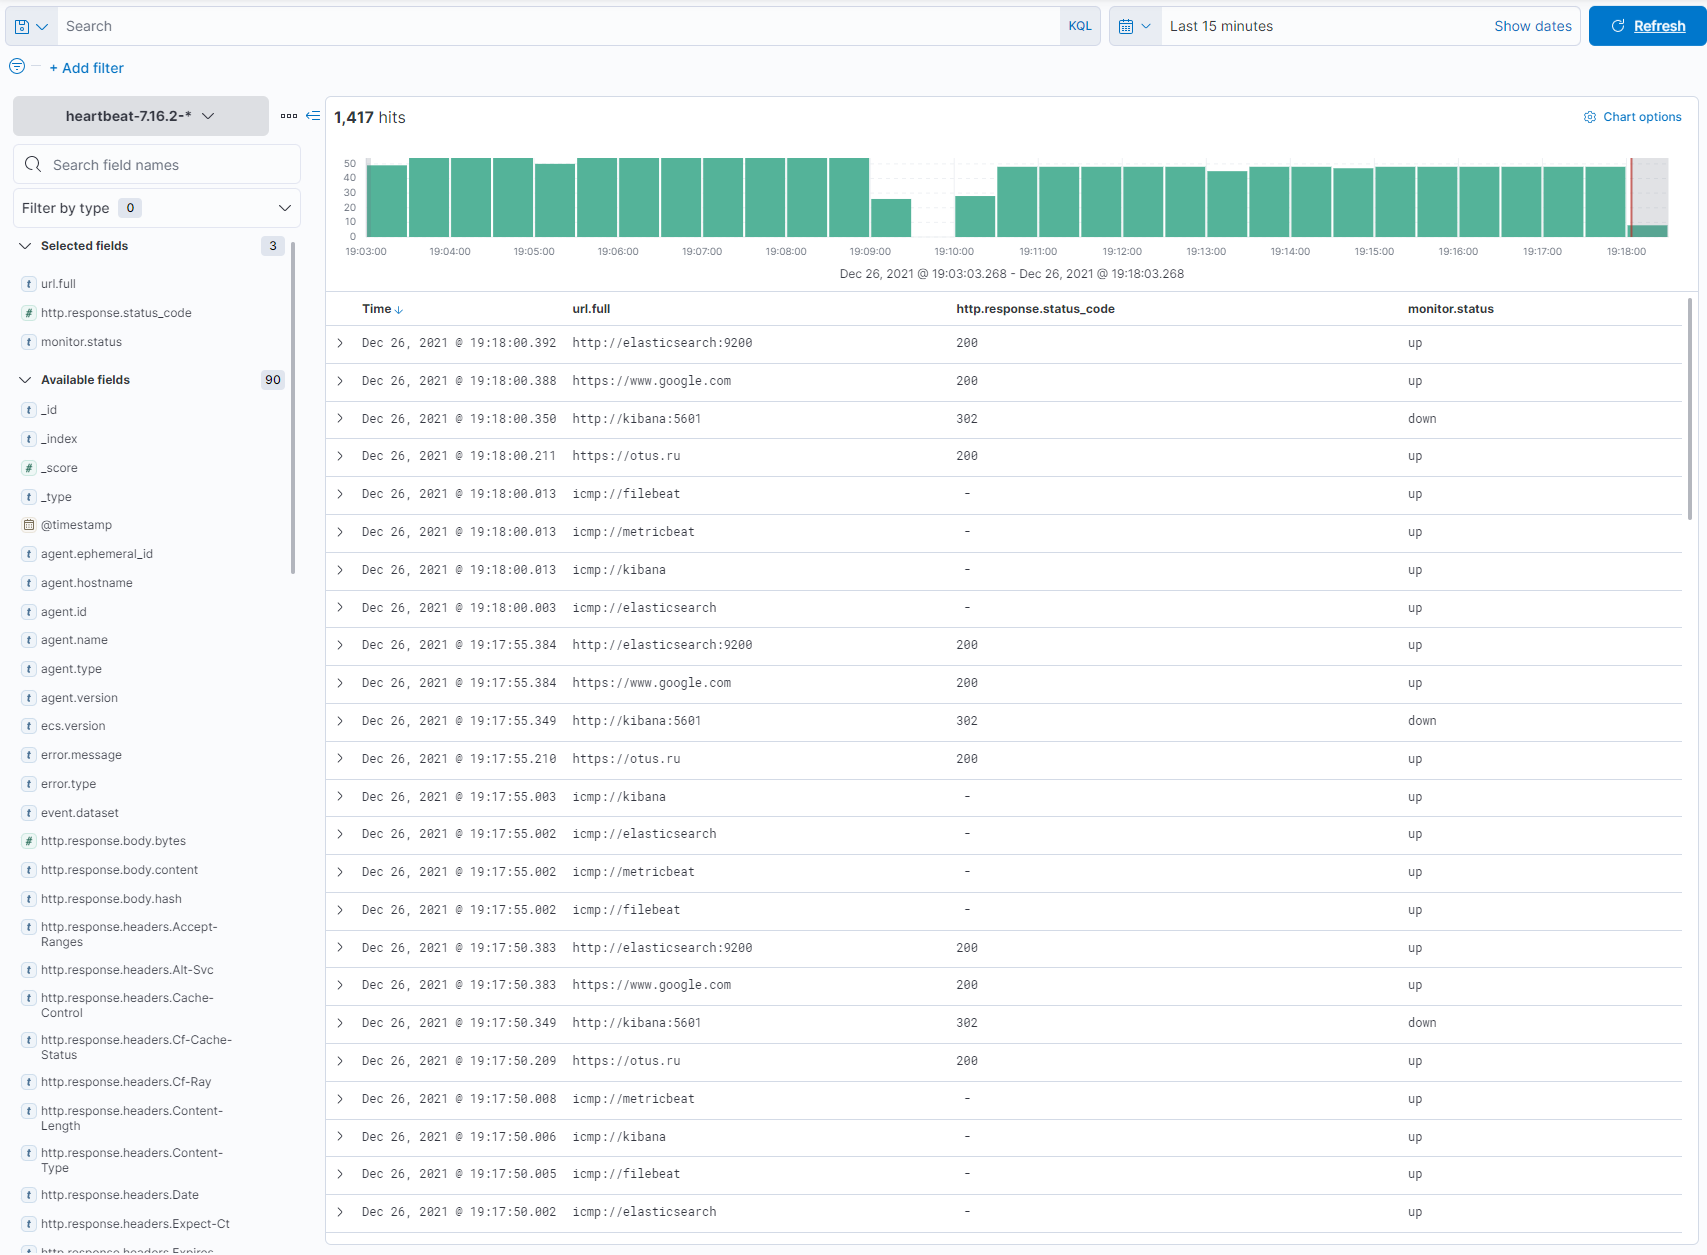 Search KQL Last 15 minutes Show dates Refresh
+ Add filter
heartbeat-7.16.2-*
Search field names
Filter by type 0
Selected fields 3
t url.full
# http.response.status_code
t monitor.status
Available fields 90
t _id
t _index
# _score
t _type
@timestamp
t agent.ephemeral_id
t agent.hostname
t agent.id
t agent.name
t agent.type
t agent.version
t ecs.version
t error.message
t error.type
t event.dataset
# http.response.body.bytes
t http.response.body.content
t http.response.body.hash
t http.response.headers.Accept-
Ranges
t http.response.headers.Alt-Svc
t http.response.headers.Cache-
Control
t http.response.headers.Cf-Cache-
Status
t http.response.headers.Cf-Ray
t http.response.headers.Content-
Length
t http.response.headers.Content-
Type
t http.response.headers.Date
t http.response.headers.Expect-Ct
t http.response.headers.Expires
1,417 hits Chart options
50
40
30
20
10
0
19:03:00 19:04:00 19:05:00 19:06:00 19:07:00 19:08:00 19:09:00 19:10:00 19:11:00 19:12:00 19:13:00 19:14:00 19:15:00 19:16:00 19:17:00 19:18:00
Dec 26, 2021 @ 19:03:03.268 - Dec 26, 2021 @ 19:18:03.268
Time url.full http.response.status_code monitor.status
Dec 26, 2021 @ 19:18:00.392 http://elasticsearch:9200 200 up
Dec 26, 2021 @ 19:18:00.388 https://www.google.com 200 up
Dec 26, 2021 @ 19:18:00.350 http://kibana:5601 302 down
Dec 26, 2021 @ 19:18:00.211 https://otus.ru 200 up
Dec 26, 2021 @ 19:18:00.013 icmp://filebeat - up
Dec 26, 2021 @ 19:18:00.013 icmp://metricbeat - up
Dec 26, 2021 @ 19:18:00.013 icmp://kibana - up
Dec 26, 2021 @ 19:18:00.003 icmp://elasticsearch - up
Dec 26, 2021 @ 19:17:55.384 http://elasticsearch:9200 200 up
Dec 26, 2021 @ 19:17:55.384 https://www.google.com 200 up
Dec 26, 2021 @ 19:17:55.349 http://kibana:5601 302 down
Dec 26, 2021 @ 19:17:55.210 https://otus.ru 200 up
Dec 26, 2021 @ 19:17:55.003 icmp://kibana - up
Dec 26, 2021 @ 19:17:55.002 icmp://elasticsearch - up
Dec 26, 2021 @ 19:17:55.002 icmp://metricbeat - up
Dec 26, 2021 @ 19:17:55.002 icmp://filebeat - up
Dec 26, 2021 @ 19:17:50.383 http://elasticsearch:9200 200 up
Dec 26, 2021 @ 19:17:50.383 https://www.google.com 200 up
Dec 26, 2021 @ 19:17:50.349 http://kibana:5601 302 down
Dec 26, 2021 @ 19:17:50.209 https://otus.ru 200 up
Dec 26, 2021 @ 19:17:50.008 icmp://metricbeat - up
Dec 26, 2021 @ 19:17:50.006 icmp://kibana - up
Dec 26, 2021 @ 19:17:50.005 icmp://filebeat - up
Dec 26, 2021 @ 19:17:50.002 icmp://elasticsearch - up